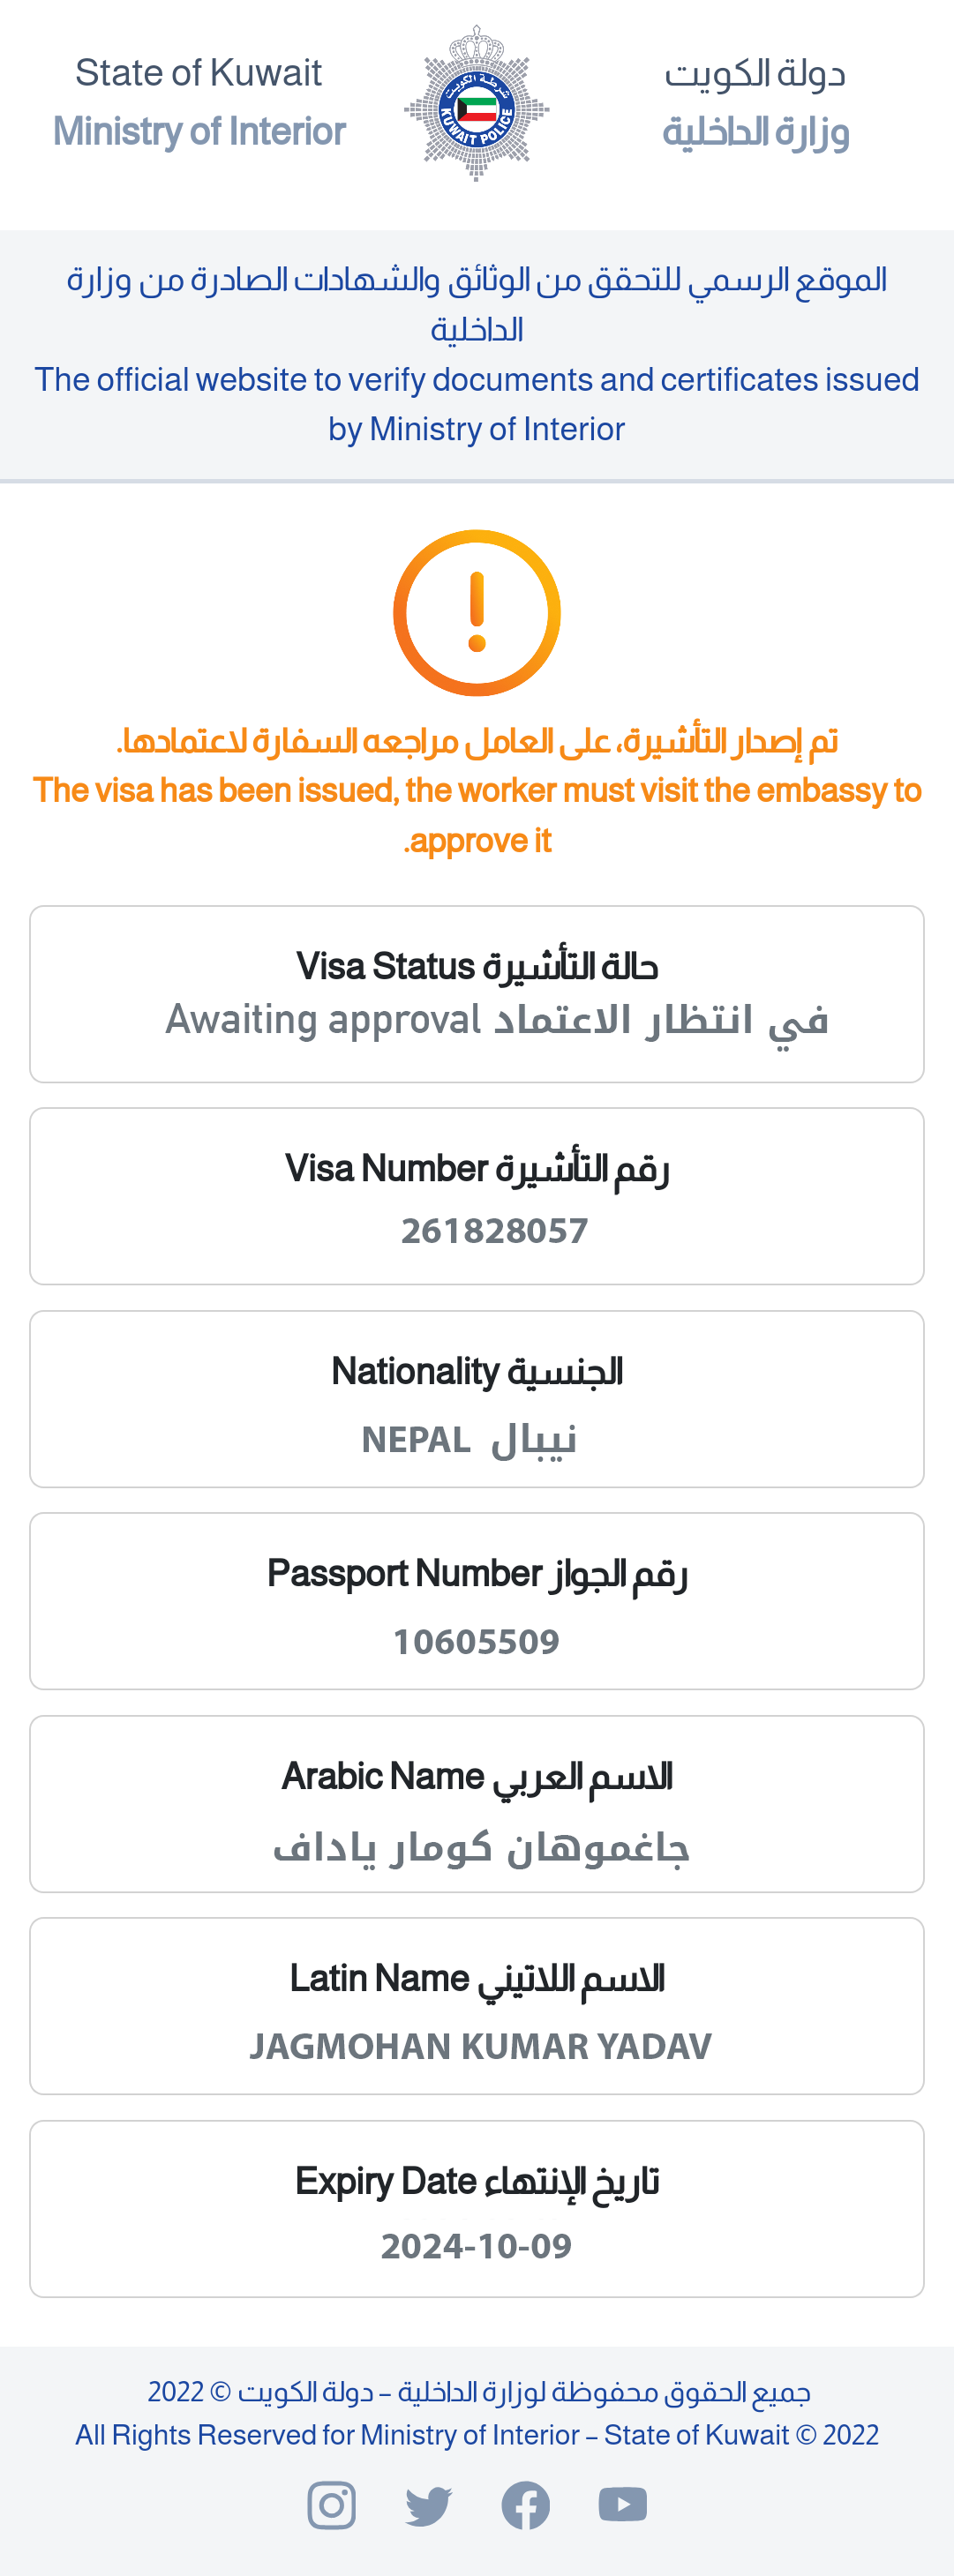 State of Kuwait
Ministry of Interior
شرطة الكويت
KUWAIT POLICE
دولة الكويت
وزارة الداخلية
الموقع الرسمي للتحقق من الوثائق والشهادات الصادرة من وزارة
الداخلية
The official website to verify documents and certificates issued
by Ministry of Interior
تم إصدار التأشيرة، على العامل مراجعه السفارة لاعتمادها.
The visa has been issued, the worker must visit the embassy to
.approve it
Visa Status حالة التأشيرة
Awaiting approval في انتظار الاعتماد
Visa Number رقم التأشيرة
261828057
Nationality الجنسية
NEPAL نيبال
Passport Number رقم الجواز
10605509
Arabic Name الاسم العربي
جاغموهان كومار ياداف
Latin Name الاسم اللاتيني
JAGMOHAN KUMAR YADAV
Expiry Date تاريخ الإنتهاء
2024-10-09
جميع الحقوق محفوظة لوزارة الداخلية – دولة الكويت © 2022
All Rights Reserved for Ministry of Interior – State of Kuwait © 2022